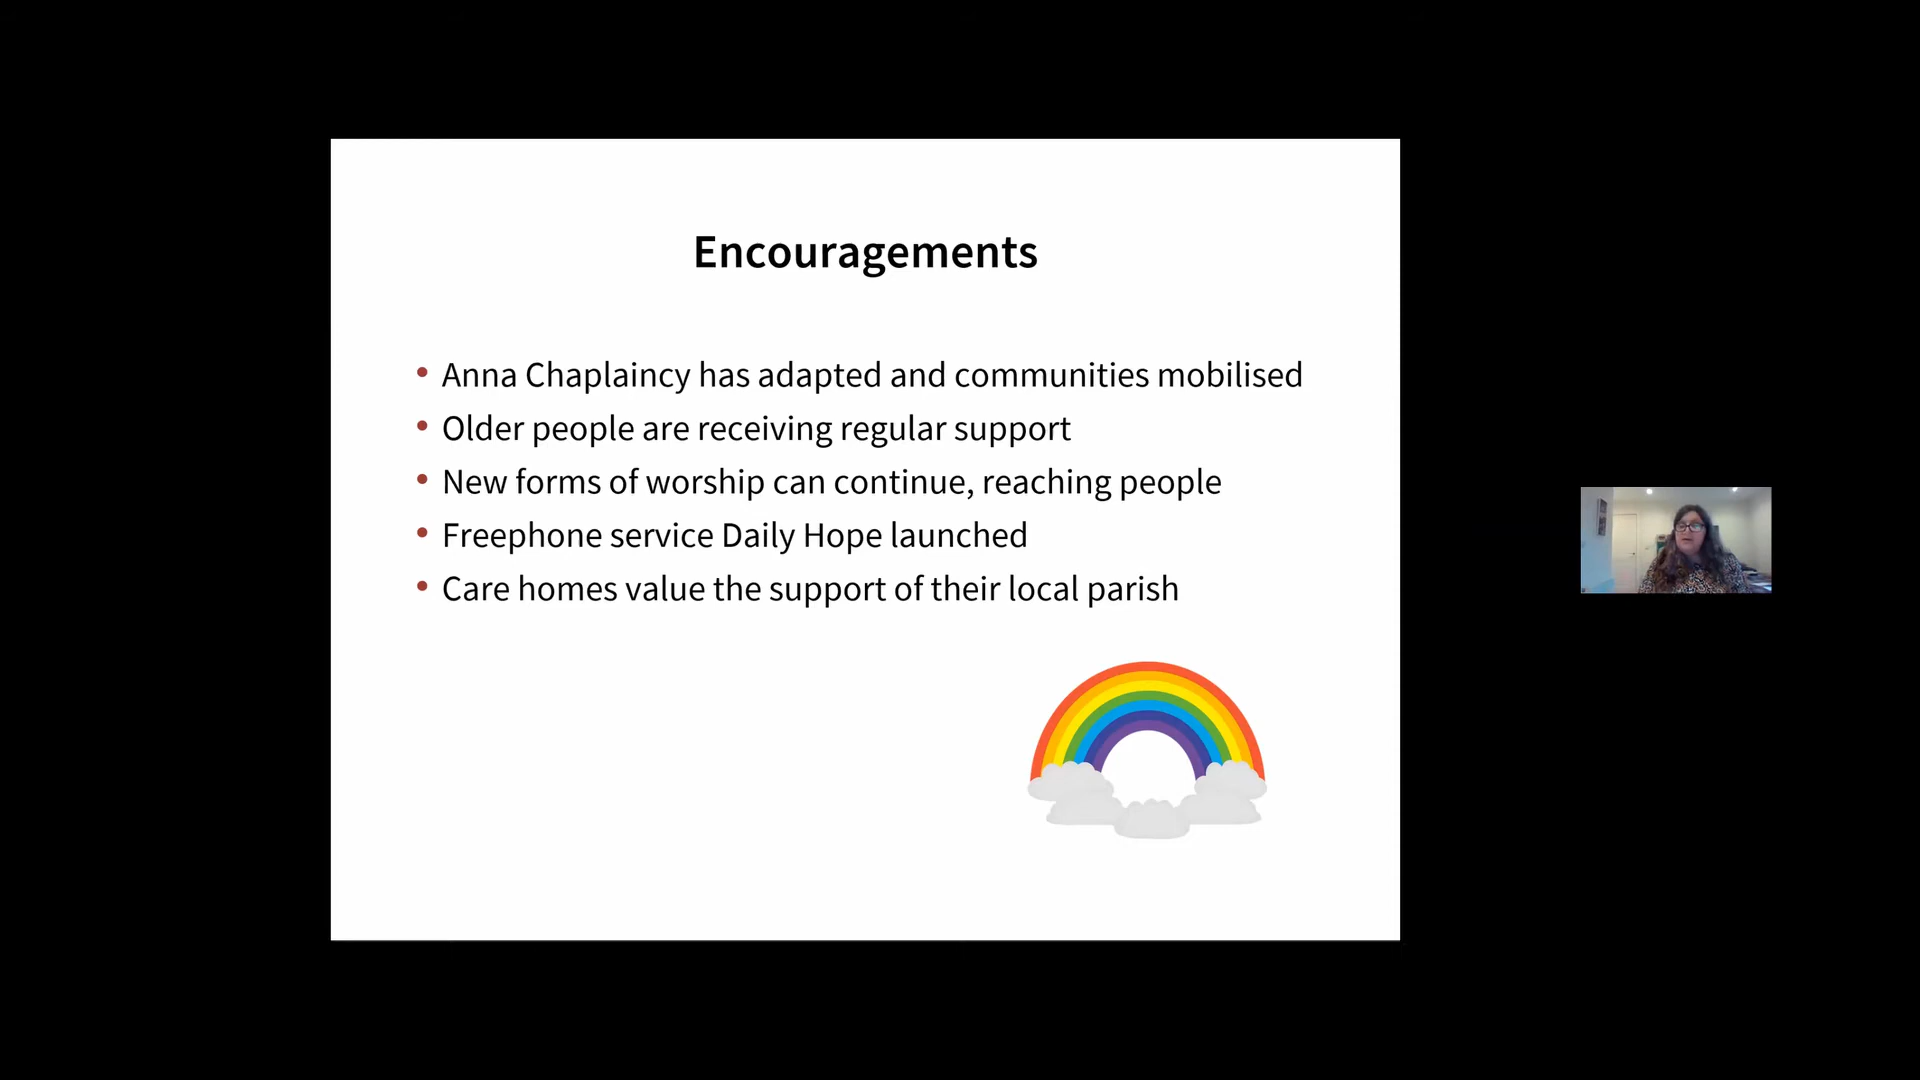 Encouragements
• Anna Chaplaincy has adapted and communities mobilised
• Older people are receiving regular support
• New forms of worship can continue, reaching people
• Freephone service Daily Hope launched
• Care homes value the support of their local parish